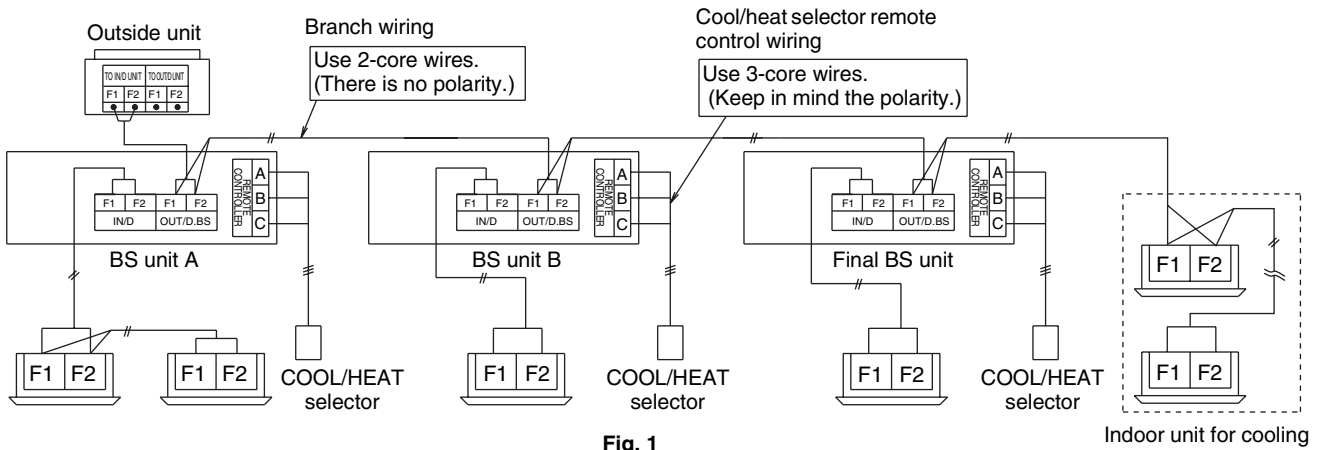 Outside unit
TO IN/D UNIT TO OUT/D UNIT
F1 F2 F1 F2
Branch wiring
Use 2-core wires.
(There is no polarity.)
Cool/heat selector remote
control wiring
Use 3-core wires.
(Keep in mind the polarity.)
F1 F2 F1 F2
IN/D OUT/D.BS
REMOTE
CONTROLLER
A
B
C
BS unit A
F1 F2 F1 F2
IN/D OUT/D.BS
REMOTE
CONTROLLER
A
B
C
BS unit B
F1 F2 F1 F2
IN/D OUT/D.BS
REMOTE
CONTROLLER
A
B
C
Final BS unit
F1 F2
F1 F2
F1 F2
COOL/HEAT
selector
F1 F2
COOL/HEAT
selector
F1 F2
COOL/HEAT
selector
F1 F2
Indoor unit for cooling
Fig. 1